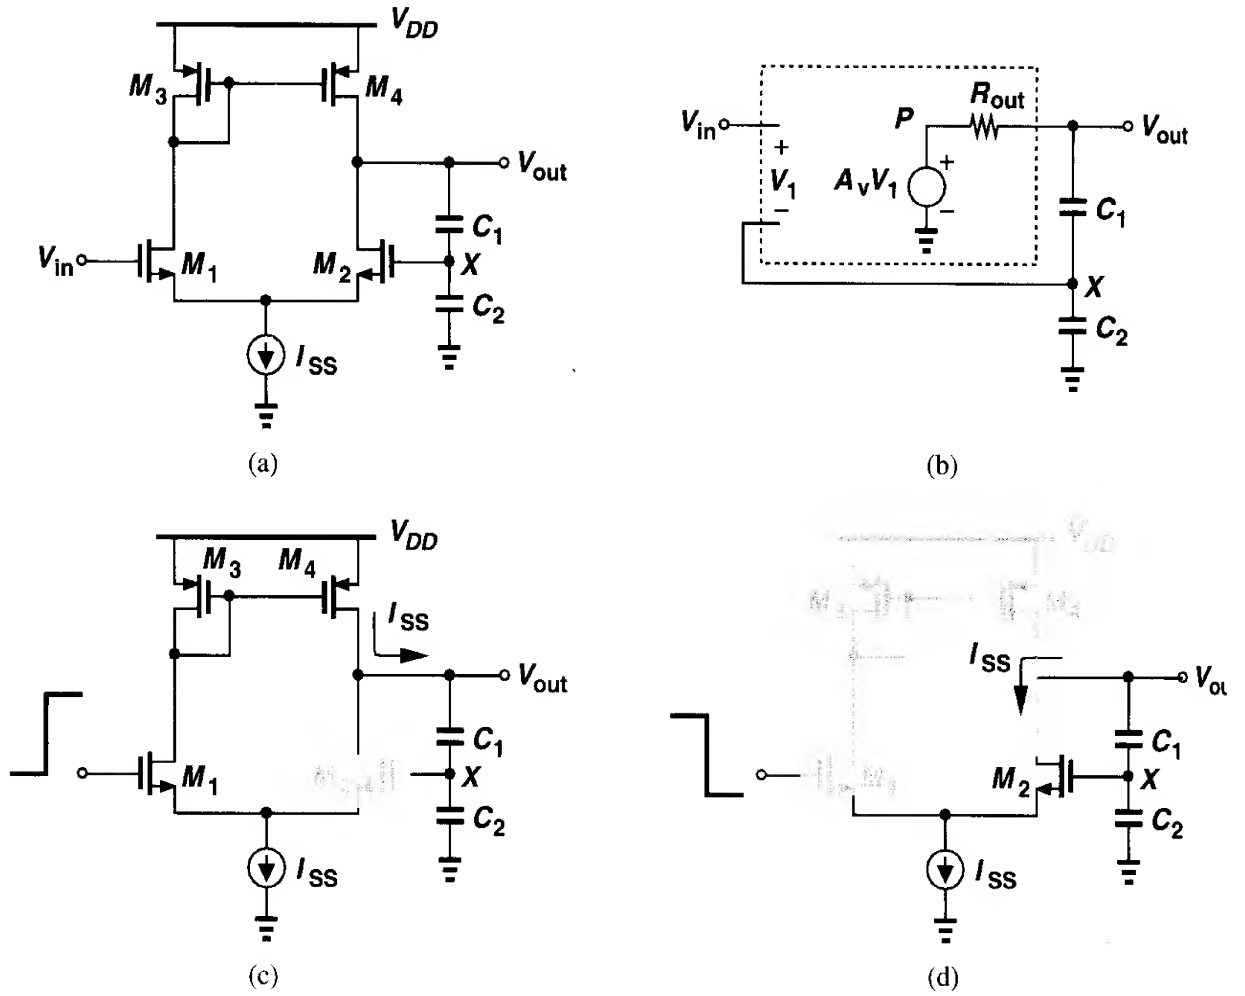 V_DD
M_3 M_4
V_out
C_1
V_in M_1 M_2 X
C_2
I_SS
(a)
R_out
V_in P V_out
+
V_1 A_vV_1 + C_1
− −
X
C_2
(b)
V_DD
M_3 M_4
I_SS
V_out
C_1
M_1 X
C_2
I_SS
(c)
I_SS
C_1
M_2 X
C_2
I_SS
(d)